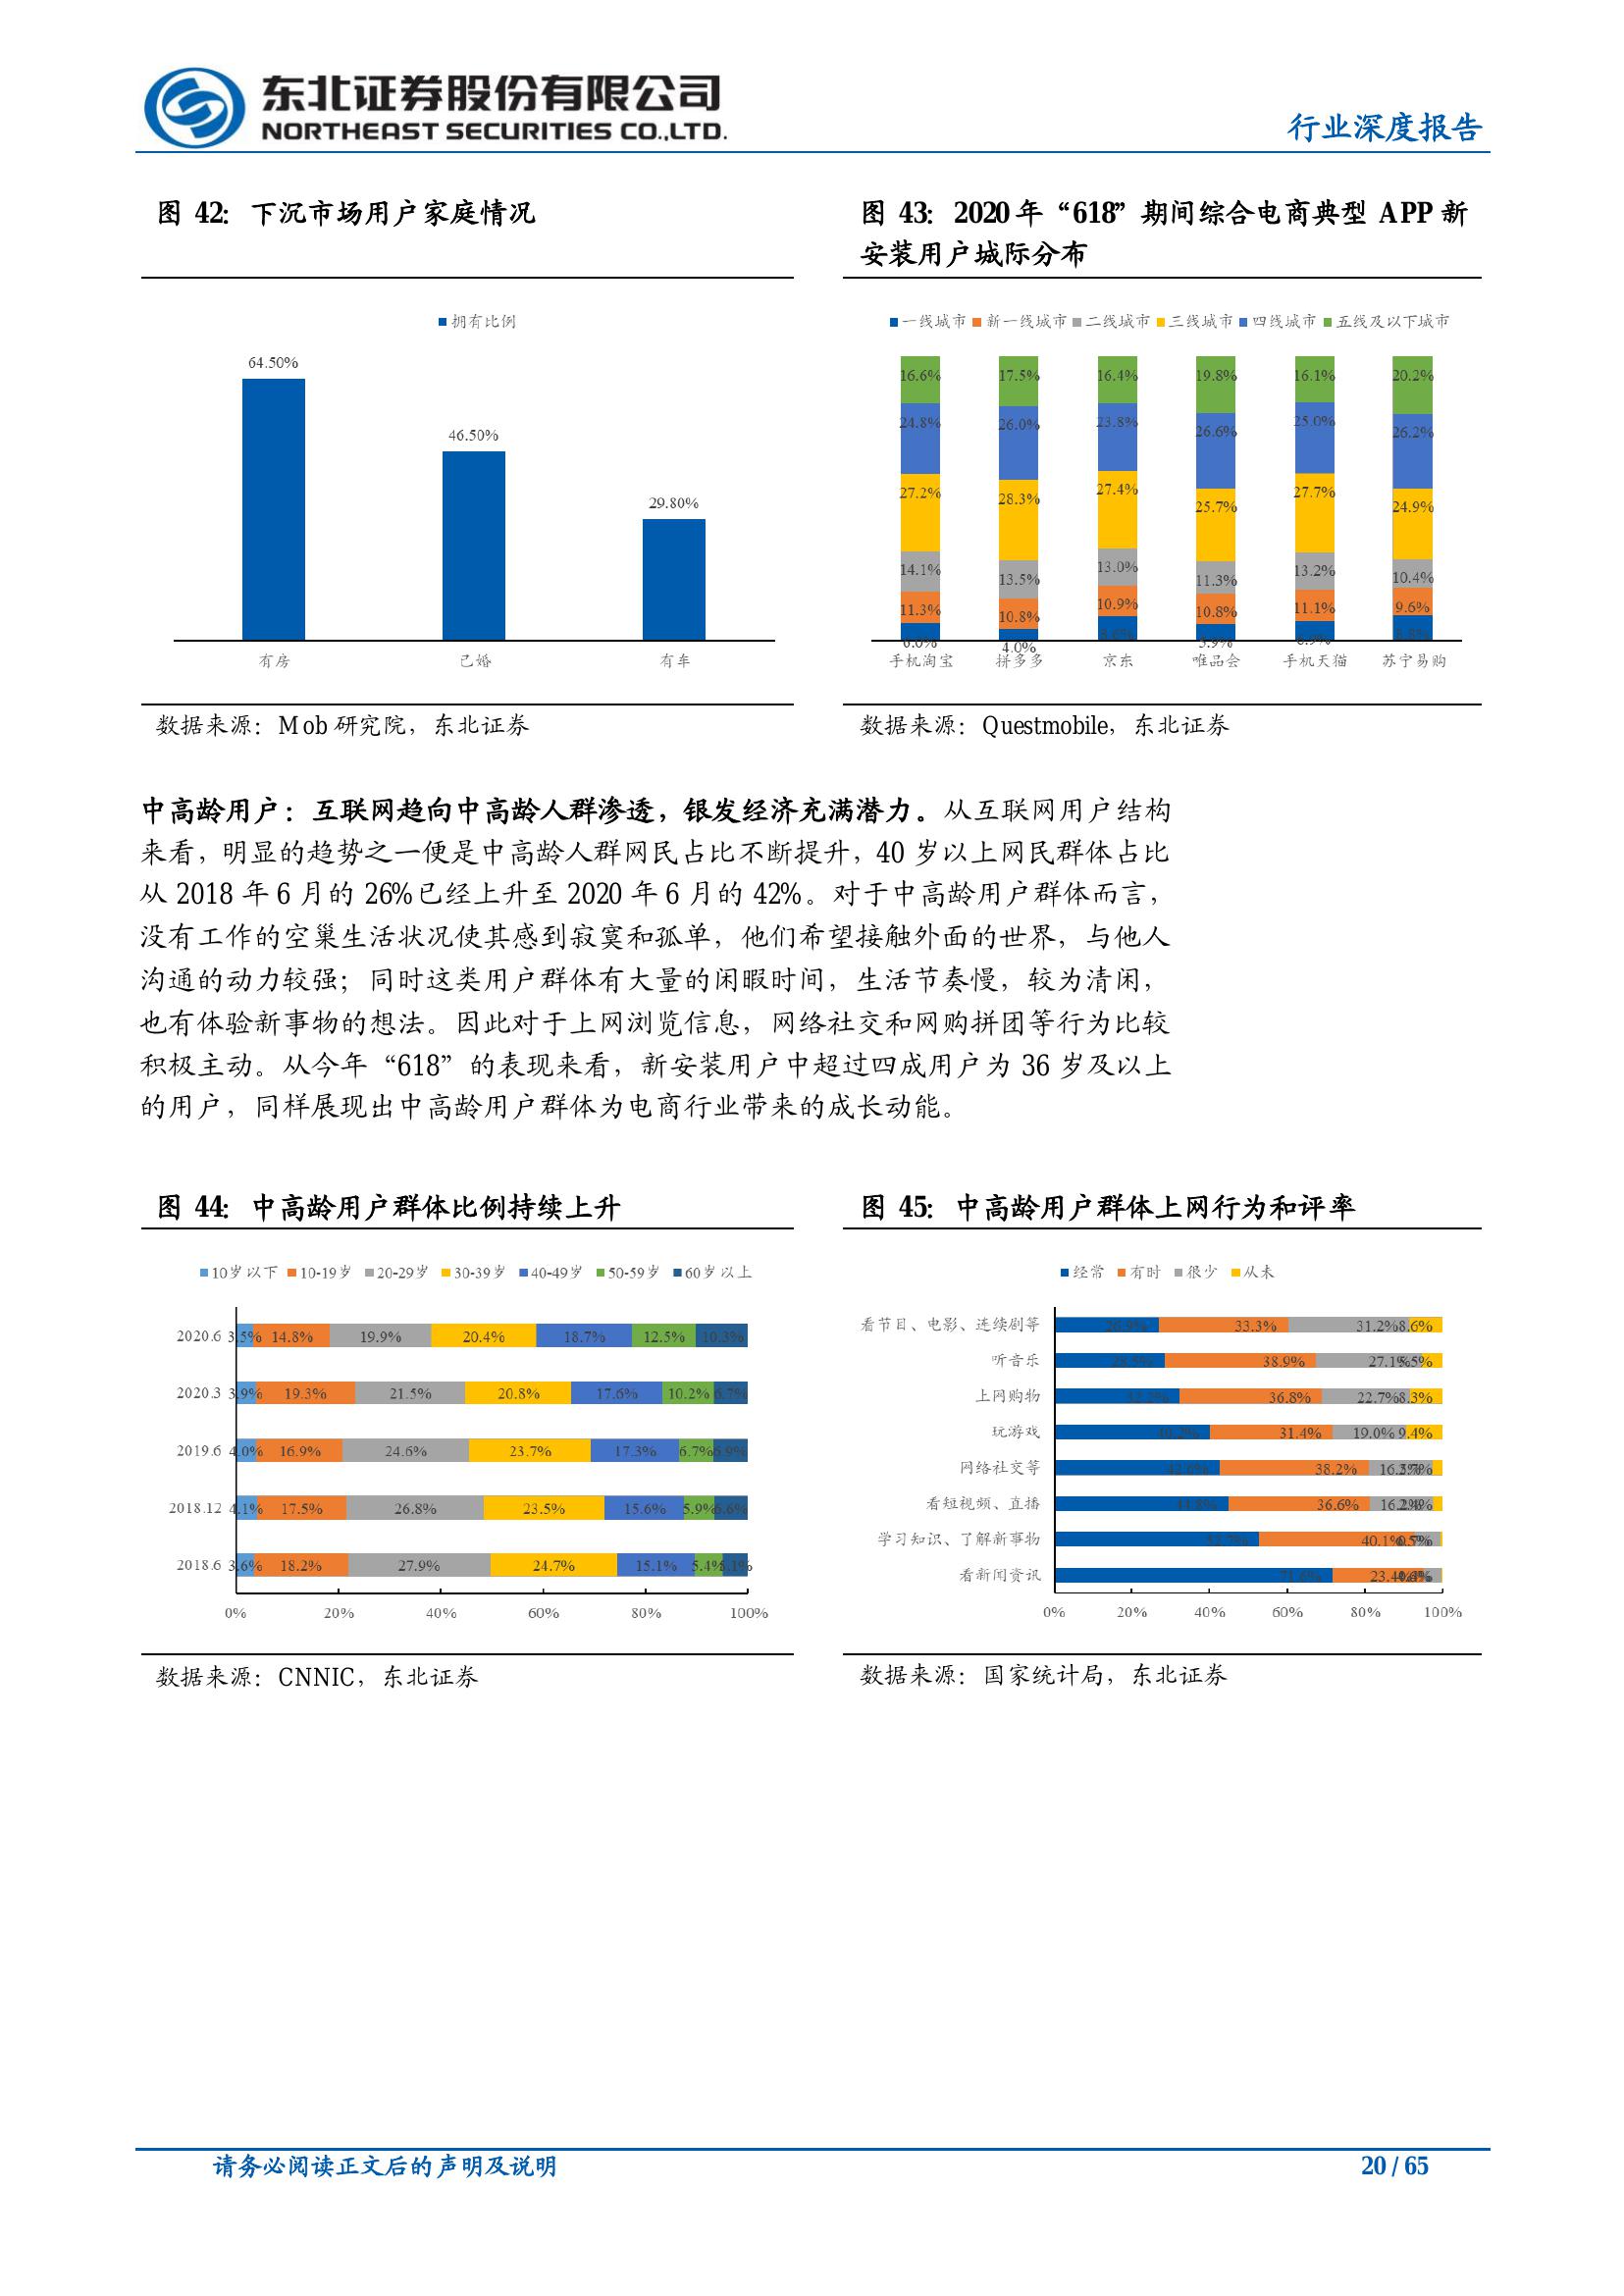 东北证券股份有限公司
NORTHEAST SECURITIES CO.,LTD.
行业深度报告
图 42：下沉市场用户家庭情况
拥有比例
64.50%
46.50%
29.80%
有房 已婚 有车
数据来源：Mob 研究院，东北证券
图 43：2020 年“618”期间综合电商典型 APP 新
安装用户城际分布
一线城市 新一线城市 二线城市 三线城市 四线城市 五线及以下城市
16.6% 17.5% 16.4% 19.8% 16.1% 20.2%
24.8% 26.0% 23.8% 26.6% 25.0% 26.2%
27.2% 28.3% 27.4% 25.7% 27.7% 24.9%
14.1% 13.5% 13.0% 11.3% 13.2% 10.4%
11.3% 10.8% 10.9% 10.8% 11.1% 9.6%
6.0% 4.0% 5.9% 6.9%
手机淘宝 拼多多 京东 唯品会 手机天猫 苏宁易购
数据来源：Questmobile，东北证券
中高龄用户：互联网趋向中高龄人群渗透，银发经济充满潜力。从互联网用户结构
来看，明显的趋势之一便是中高龄人群网民占比不断提升，40 岁以上网民群体占比
从 2018 年 6 月的 26%已经上升至 2020 年 6 月的 42%。对于中高龄用户群体而言，
没有工作的空巢生活状况使其感到寂寞和孤单，他们希望接触外面的世界，与他人
沟通的动力较强；同时这类用户群体有大量的闲暇时间，生活节奏慢，较为清闲，
也有体验新事物的想法。因此对于上网浏览信息，网络社交和网购拼团等行为比较
积极主动。从今年“618”的表现来看，新安装用户中超过四成用户为 36 岁及以上
的用户，同样展现出中高龄用户群体为电商行业带来的成长动能。
图 44：中高龄用户群体比例持续上升
10岁以下 10-19岁 20-29岁 30-39岁 40-49岁 50-59岁 60岁以上
2020.6 3.5% 14.8% 19.9% 20.4% 18.7% 12.5% 10.3%
2020.3 3.9% 19.3% 21.5% 20.8% 17.6% 10.2% 6.7%
2019.6 4.0% 16.9% 24.6% 23.7% 17.3% 6.7% 6.9%
2018.12 4.1% 17.5% 26.8% 23.5% 15.6% 5.9% 6.6%
2018.6 3.6% 18.2% 27.9% 24.7% 15.1% 5.4% 5.1%
0% 20% 40% 60% 80% 100%
数据来源：CNNIC，东北证券
图 45：中高龄用户群体上网行为和评率
经常 有时 很少 从未
看节目、电影、连续剧等 26.9% 33.3% 31.2% 8.6%
听音乐 38.9% 27.1% 5.5%
上网购物 36.8% 22.7% 8.3%
玩游戏 40.2% 31.4% 19.0% 9.4%
网络社交等 38.2%
看短视频、直播 36.6% 16.2%
学习知识、了解新事物 40.1%
看新闻资讯 71.6% 23.4%
0% 20% 40% 60% 80% 100%
数据来源：国家统计局，东北证券
请务必阅读正文后的声明及说明
20 / 65